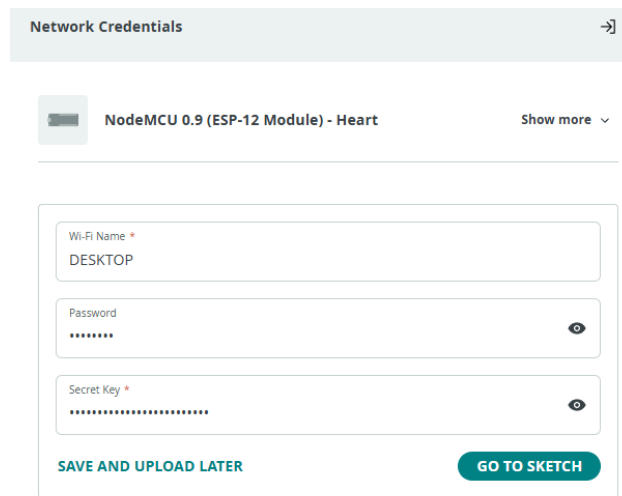 Network Credentials
NodeMCU 0.9 (ESP-12 Module) - Heart
Show more
Wi-Fi Name *
DESKTOP
Password
••••••••
Secret Key *
•••••••••••••••••••••••••
SAVE AND UPLOAD LATER
GO TO SKETCH